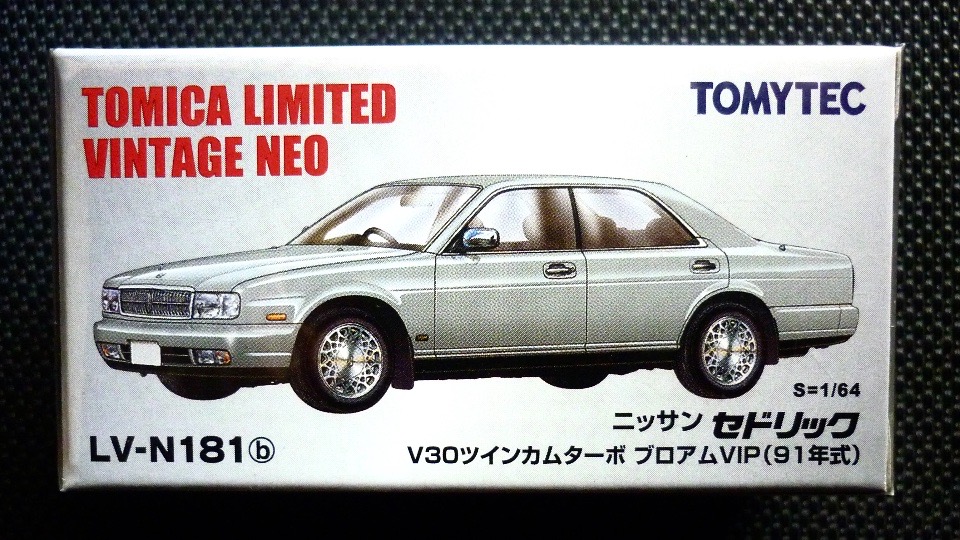 TOMICA LIMITED
VINTAGE NEO
TOMYTEC
S=1/64
ニッサン セドリック
LV-N181ⓑ
V30ツインカムターボ ブロアムVIP(91年式)